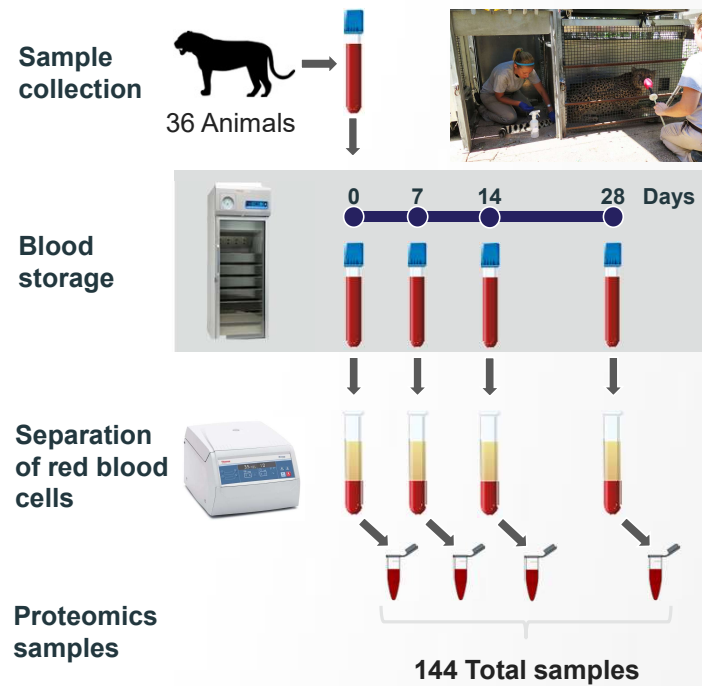 Sample
collection
36 Animals
0 7 14 28 Days
Blood
storage
Separation
of red blood
cells
Proteomics
samples
144 Total samples